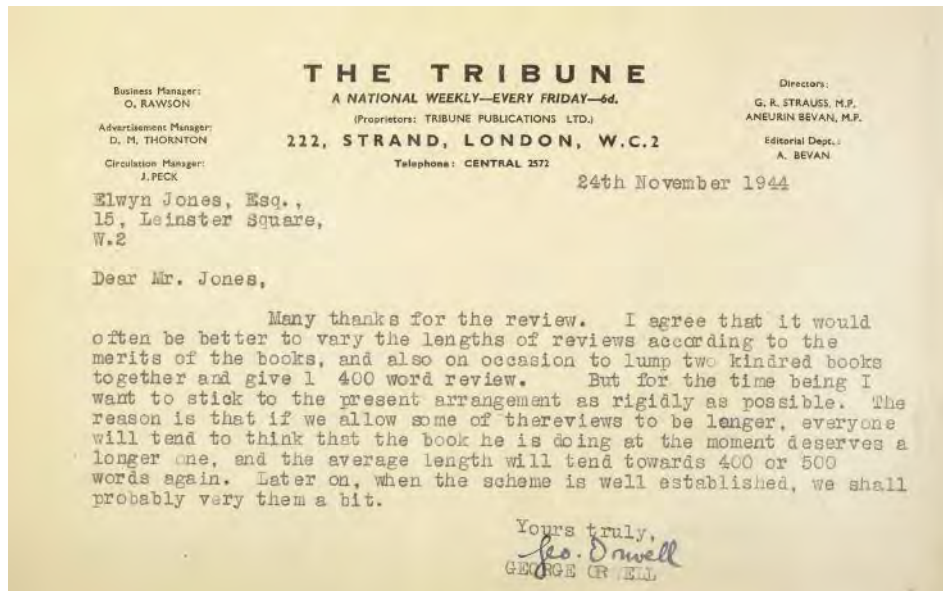 THE TRIBUNE
A NATIONAL WEEKLY—EVERY FRIDAY—6d.
(Proprietors: TRIBUNE PUBLICATIONS LTD.)
222, STRAND, LONDON, W.C.2
Telephone: CENTRAL 2572
Business Manager:
O. RAWSON
Advertisement Manager:
D. M. THORNTON
Circulation Manager:
J. PECK
Directors:
G. R. STRAUSS, M.P.
ANEURIN BEVAN, M.P.
Editorial Dept.:
A. BEVAN
24th November 1944
Elwyn Jones, Esq.,
15, Leinster Square,
W.2
Dear Mr. Jones,
Many thanks for the review. I agree that it would
often be better to vary the lengths of reviews according to the
merits of the books, and also on occasion to lump two kindred books
together and give 1 400 word review. But for the time being I
want to stick to the present arrangement as rigidly as possible. The
reason is that if we allow some of thereviews to be longer, everyone
will tend to think that the book he is doing at the moment deserves a
longer one, and the average length will tend towards 400 or 500
words again. Later on, when the scheme is well established, we shall
probably very them a bit.
Yours truly,
Geo. Orwell
GEORGE ORWELL